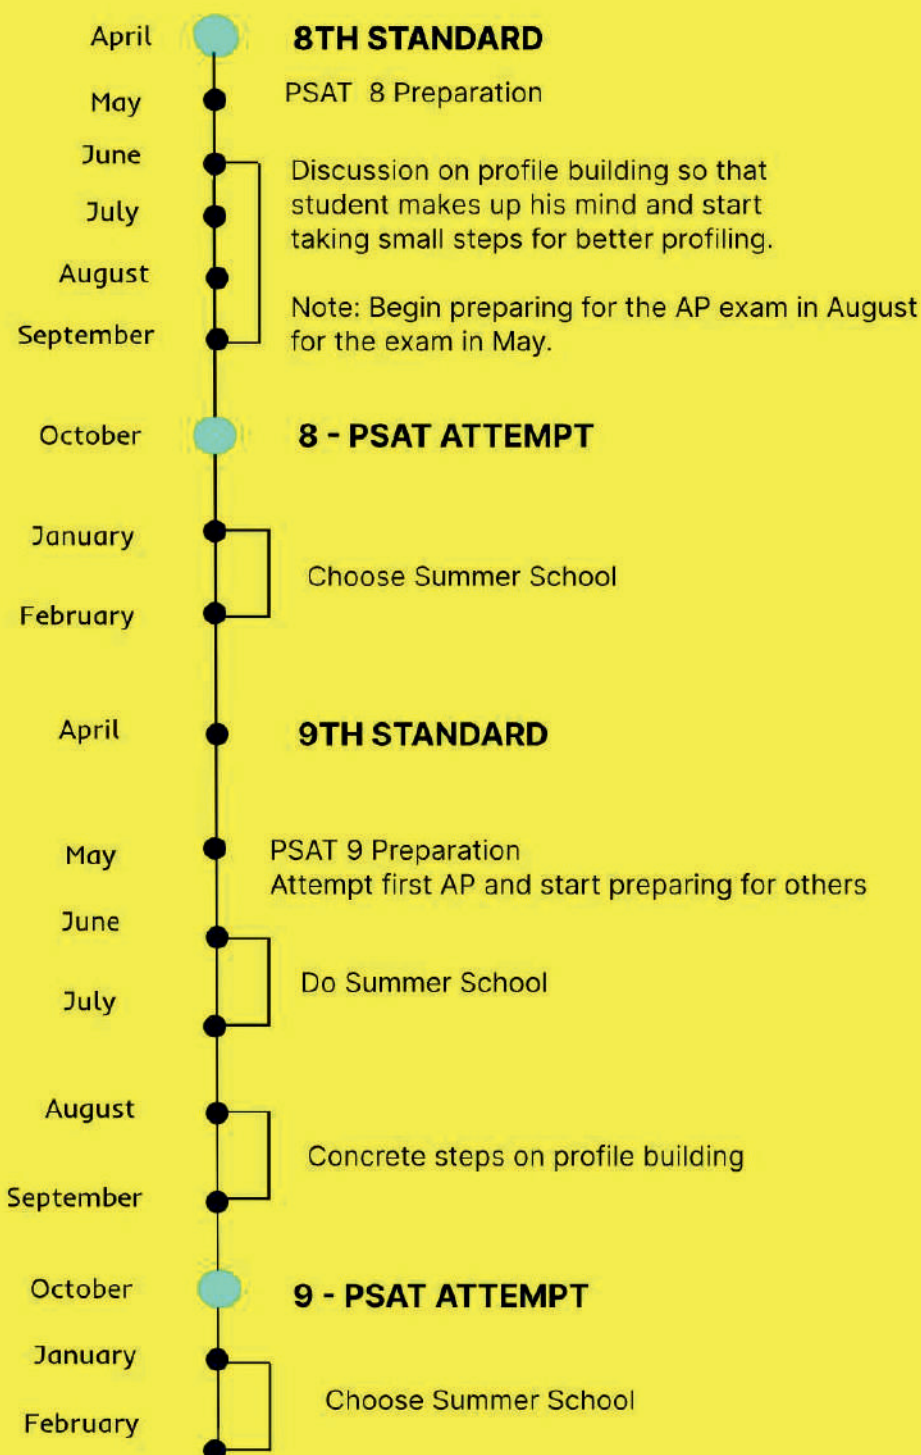 April 8TH STANDARD
May PSAT 8 Preparation
June
Discussion on profile building so that
July student makes up his mind and start
taking small steps for better profiling.
August
Note: Begin preparing for the AP exam in August
September for the exam in May.
October 8 - PSAT ATTEMPT
January
Choose Summer School
February
April 9TH STANDARD
May PSAT 9 Preparation
Attempt first AP and start preparing for others
June
Do Summer School
July
August
Concrete steps on profile building
September
October 9 - PSAT ATTEMPT
January
Choose Summer School
February